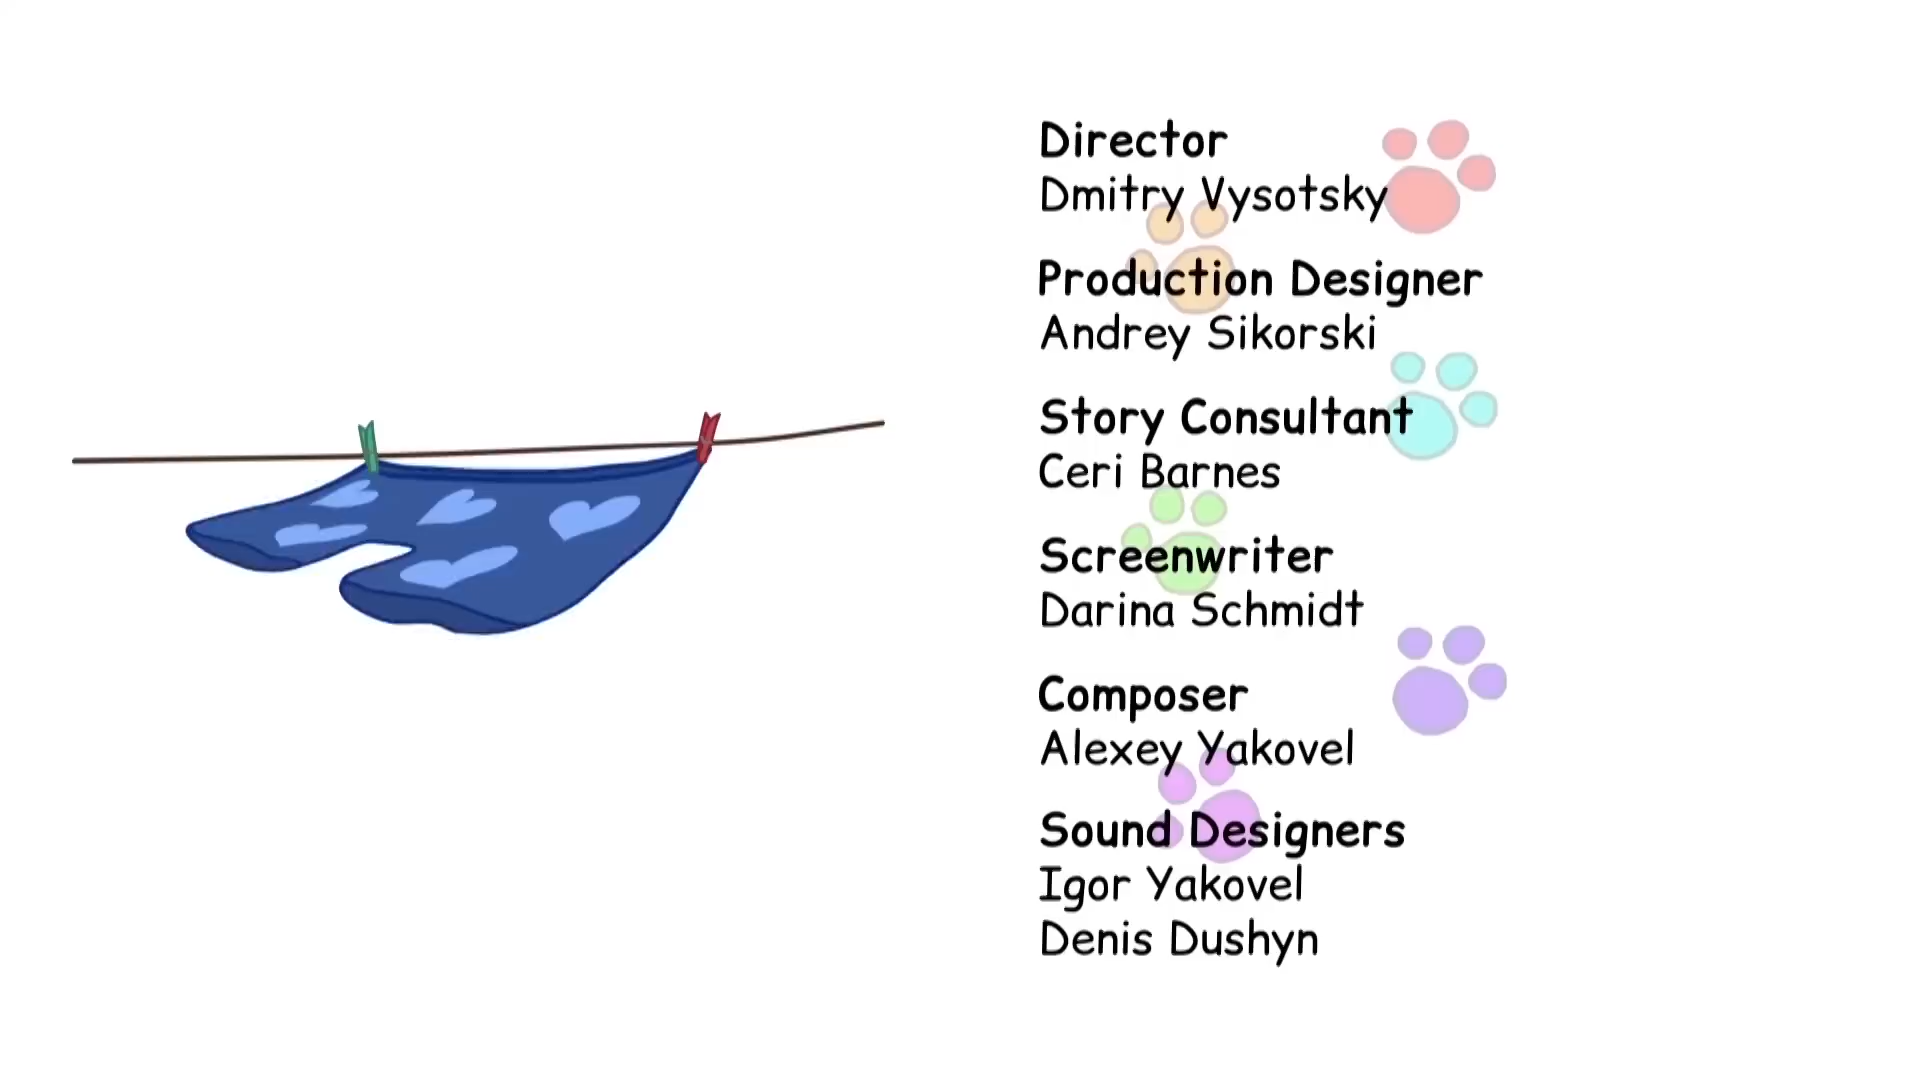 Director
Dmitry Vysotsky
Production Designer
Andrey Sikorski
Story Consultant
Ceri Barnes
Screenwriter
Darina Schmidt
Composer
Alexey Yakovel
Sound Designers
Igor Yakovel
Denis Dushyn